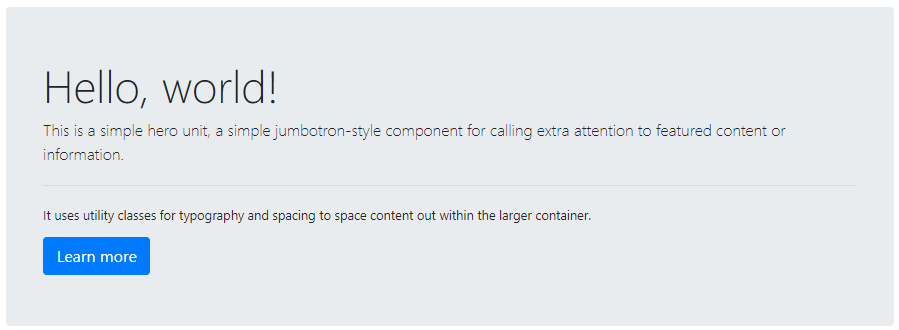 Hello, world!
This is a simple hero unit, a simple jumbotron-style component for calling extra attention to featured content or
information.
It uses utility classes for typography and spacing to space content out within the larger container.
Learn more